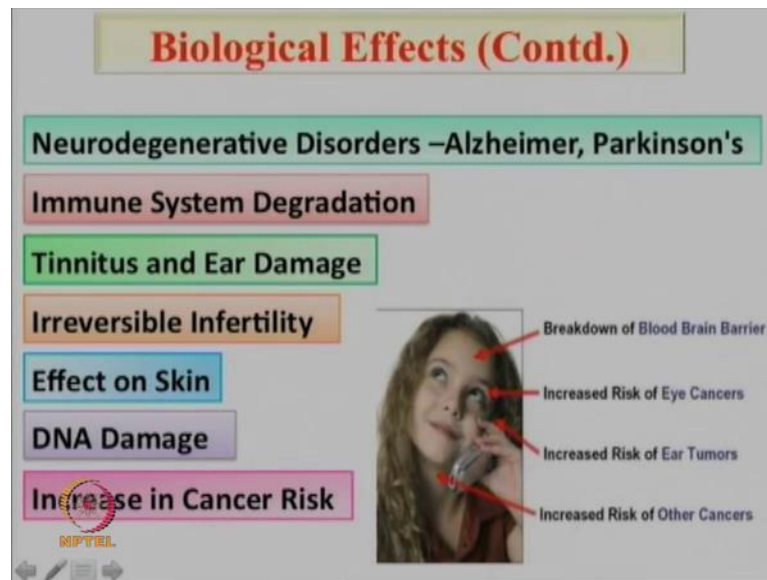 Biological Effects (Contd.)
Neurodegenerative Disorders –Alzheimer, Parkinson's
Immune System Degradation
Tinnitus and Ear Damage
Irreversible Infertility
Effect on Skin
DNA Damage
Increase in Cancer Risk
Breakdown of Blood Brain Barrier
Increased Risk of Eye Cancers
Increased Risk of Ear Tumors
Increased Risk of Other Cancers
NPTEL